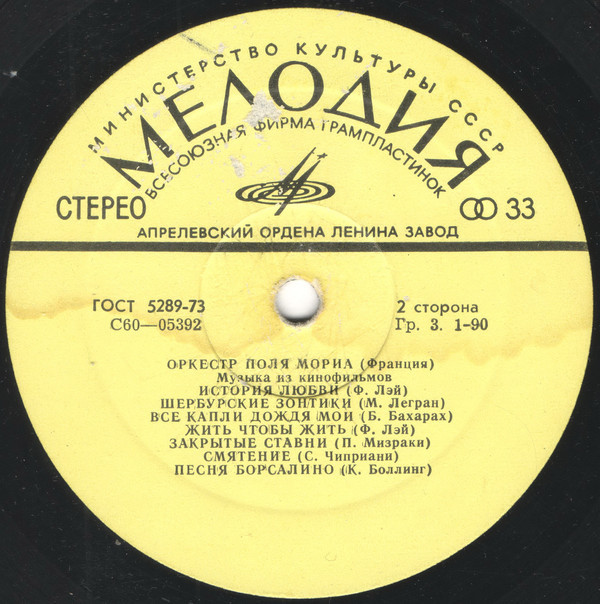 МИНИСТЕРСТВО КУЛЬТУРЫ СССР
МЕЛОДИЯ
ВСЕСОЮЗНАЯ ФИРМА ГРАМПЛАСТИНОК
СТЕРЕО
33
АПРЕЛЕВСКИЙ ОРДЕНА ЛЕНИНА ЗАВОД
ГОСТ 5289-73
2 сторона
С60—05392
Гр. 3. 1-90
ОРКЕСТР ПОЛЯ МОРИА (Франция)
Музыка из кинофильмов
ИСТОРИЯ ЛЮБВИ (Ф. Лэй)
ШЕРБУРСКИЕ ЗОНТИКИ (М. Легран)
ВСЕ КАПЛИ ДОЖДЯ МОИ (Б. Бахарах)
ЖИТЬ ЧТОБЫ ЖИТЬ (Ф. Лэй)
ЗАКРЫТЫЕ СТАВНИ (П. Мизраки)
СМЯТЕНИЕ (С. Чиприани)
ПЕСНЯ БОРСАЛИНО (К. Боллинг)